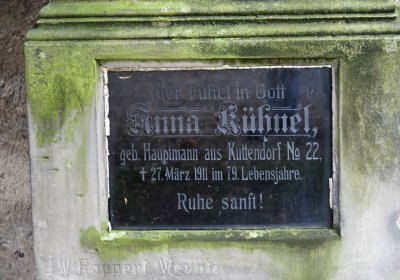 Hier ruhet in Gott
Anna Kühnel,
geb. Hauptmann aus Kuttendorf No 22.
✝ 27. März 1911 im 79. Lebensjahre.
Ruhe sanft!